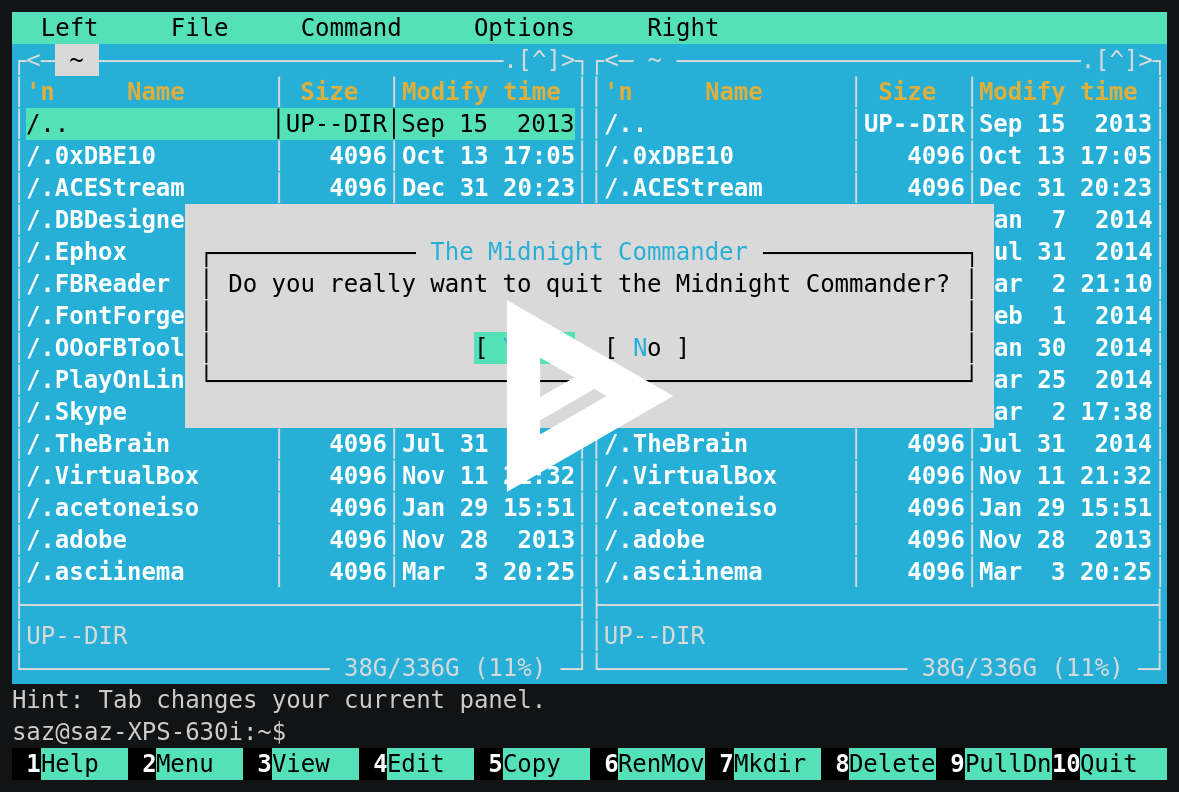 Left File Command Options Right
<─ ~ .[^]> <─ ~ .[^]>
'n Name Size Modify time 'n Name Size Modify time
/.. UP--DIR Sep 15 2013 /.. UP--DIR Sep 15 2013
/.0xDBE10 4096 Oct 13 17:05 /.0xDBE10 4096 Oct 13 17:05
/.ACEStream 4096 Dec 31 20:23 /.ACEStream 4096 Dec 31 20:23
/.DBDesigne an 7 2014
/.Ephox The Midnight Commander ul 31 2014
/.FBReader Do you really want to quit the Midnight Commander? ar 2 21:10
/.FontForge eb 1 2014
/.OOoFBTool [ [ No ] an 30 2014
/.PlayOnLin ar 25 2014
/.Skype ar 2 17:38
/.TheBrain 4096 Jul 31 /.TheBrain 4096 Jul 31 2014
/.VirtualBox 4096 Nov 11 :32 /.VirtualBox 4096 Nov 11 21:32
/.acetoneiso 4096 Jan 29 15:51 /.acetoneiso 4096 Jan 29 15:51
/.adobe 4096 Nov 28 2013 /.adobe 4096 Nov 28 2013
/.asciinema 4096 Mar 3 20:25 /.asciinema 4096 Mar 3 20:25
UP--DIR UP--DIR
38G/336G (11%) 38G/336G (11%)
Hint: Tab changes your current panel.
saz@saz-XPS-630i:~$
1Help 2Menu 3View 4Edit 5Copy 6RenMov 7Mkdir 8Delete 9PullDn 10Quit